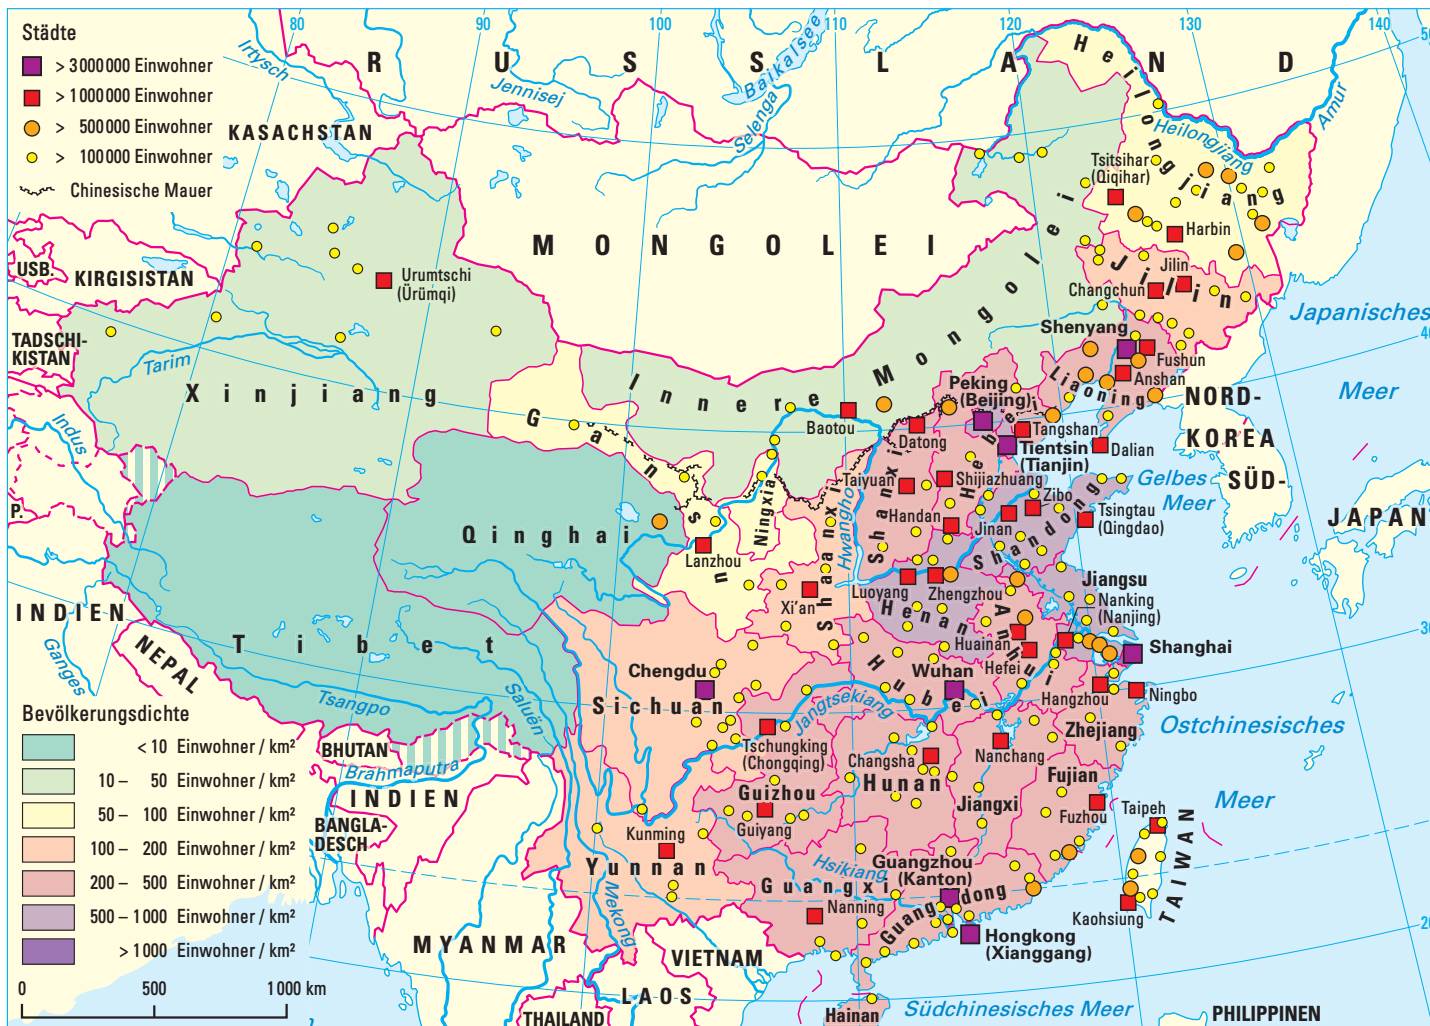 Städte
> 3 000 000 Einwohner
> 1 000 000 Einwohner
> 500 000 Einwohner
> 100 000 Einwohner
Chinesische Mauer
80
90
100
110
120
130
140
50
40
30
20
RUSSLAND
Irtysch
Jennisej
Baikalsee
Selenga
Amur
Heilongjiang
Heilongjiang
KASACHSTAN
MONGOLEI
Tsitsihar
(Qiqihar)
Harbin
USB.
KIRGISISTAN
Urumtschi
(Ürümqi)
Jilin
Jilin
Changchun
Japanisches
Meer
TADSCHI-
KISTAN
Tarim
Xinjiang
Innere Mongolei
Shenyang
Fushun
Anshan
Liaoning
Peking
(Beijing)
NORD-
KOREA
Indus
Gansu
Baotou
Datong
Hebei
Tangshan
Tientsin
(Tianjin)
Dalian
SÜD-
Gelbes
Meer
P.
Qinghai
Ningxia
Shaanxi
Hwangho
Shanxi
Taiyuan
Shijiazhuang
Zibo
Handan
Jinan
Shandong
Tsingtau
(Qingdao)
JAPAN
Lanzhou
Xi'an
Luoyang
Zhengzhou
Henan
Anhui
Jiangsu
Nanking
(Nanjing)
INDIEN
Ganges
NEPAL
Tibet
Huainan
Hefei
Shanghai
Chengdu
Sichuan
Wuhan
Hubei
Hangzhou
Ningbo
Tsangpo
Saluën
Jangtsekiang
Ostchinesisches
Meer
Zhejiang
Bevölkerungsdichte
< 10 Einwohner / km²
10 – 50 Einwohner / km²
50 – 100 Einwohner / km²
100 – 200 Einwohner / km²
200 – 500 Einwohner / km²
500 – 1000 Einwohner / km²
> 1000 Einwohner / km²
0 500 1000 km
BHUTAN
Brahmaputra
INDIEN
BANGLA-
DESCH
Tschungking
(Chongqing)
Changsha
Nanchang
Hunan
Jiangxi
Fujian
Fuzhou
Guizhou
Guiyang
Kunming
Yunnan
Taipeh
TAIWAN
Kaohsiung
Hsikiang
Guangzhou
(Kanton)
Guangxi
Guangdong
Nanning
Hongkong
(Xianggang)
Mekong
MYANMAR
VIETNAM
LAOS
THAILAND
Hainan
Südchinesisches Meer
PHILIPPINEN